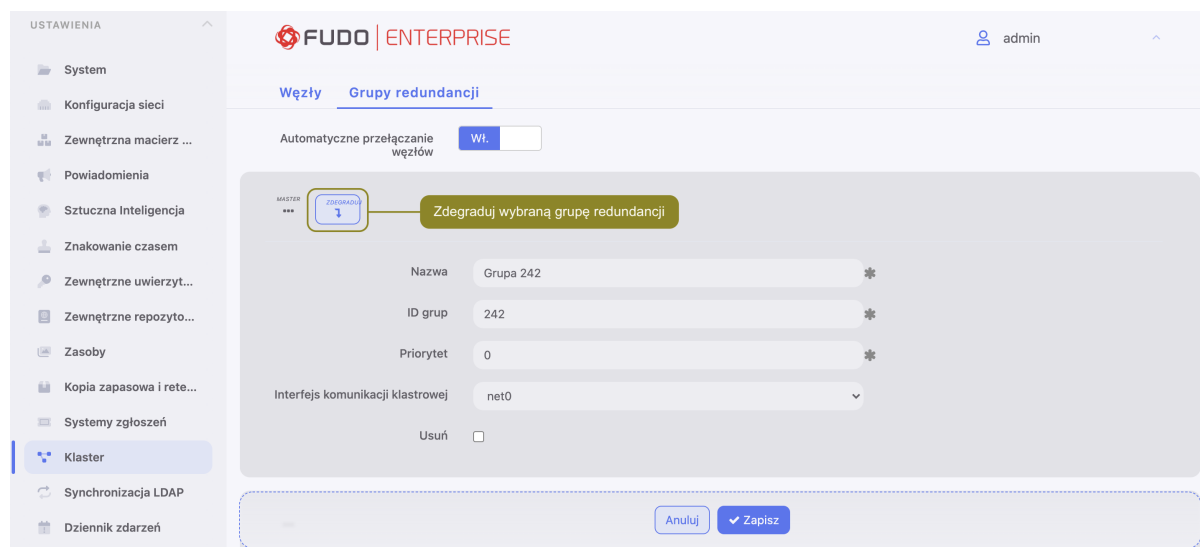 USTAWIENIA
System
Konfiguracja sieci
Zewnętrzna macierz ...
Powiadomienia
Sztuczna Inteligencja
Znakowanie czasem
Zewnętrzne uwierzyt...
Zewnętrzne repozyto...
Zasoby
Kopia zapasowa i rete...
Systemy zgłoszeń
Klaster
Synchronizacja LDAP
Dziennik zdarzeń
FUDO ENTERPRISE
admin
Węzły Grupy redundancji
Automatyczne przełączanie
węzłów
Wł.
MASTER
ZDEGRADUJ
Zdegraduj wybraną grupę redundancji
Nazwa Grupa 242
ID grup 242
Priorytet 0
Interfejs komunikacji klastrowej net0
Usuń
Anuluj Zapisz